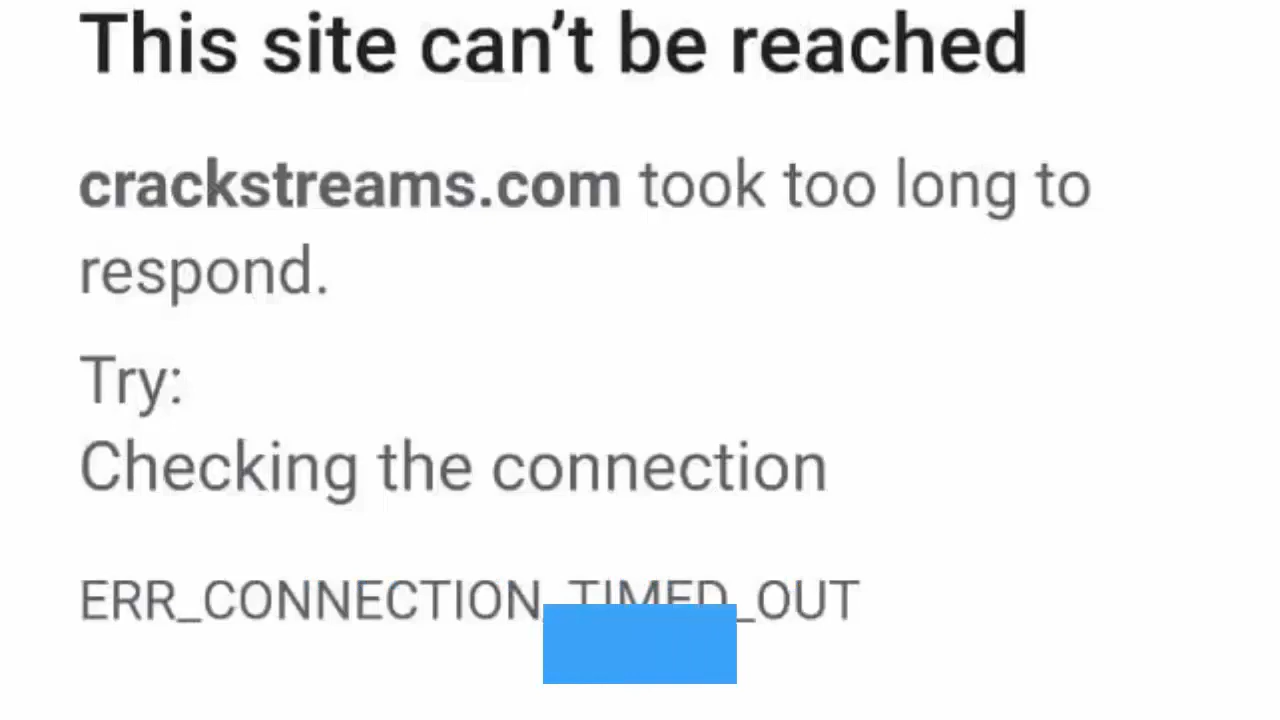 This site can’t be reached
crackstreams.com took too long to
respond.
Try:
Checking the connection
ERR_CONNECTION_TIMED_OUT